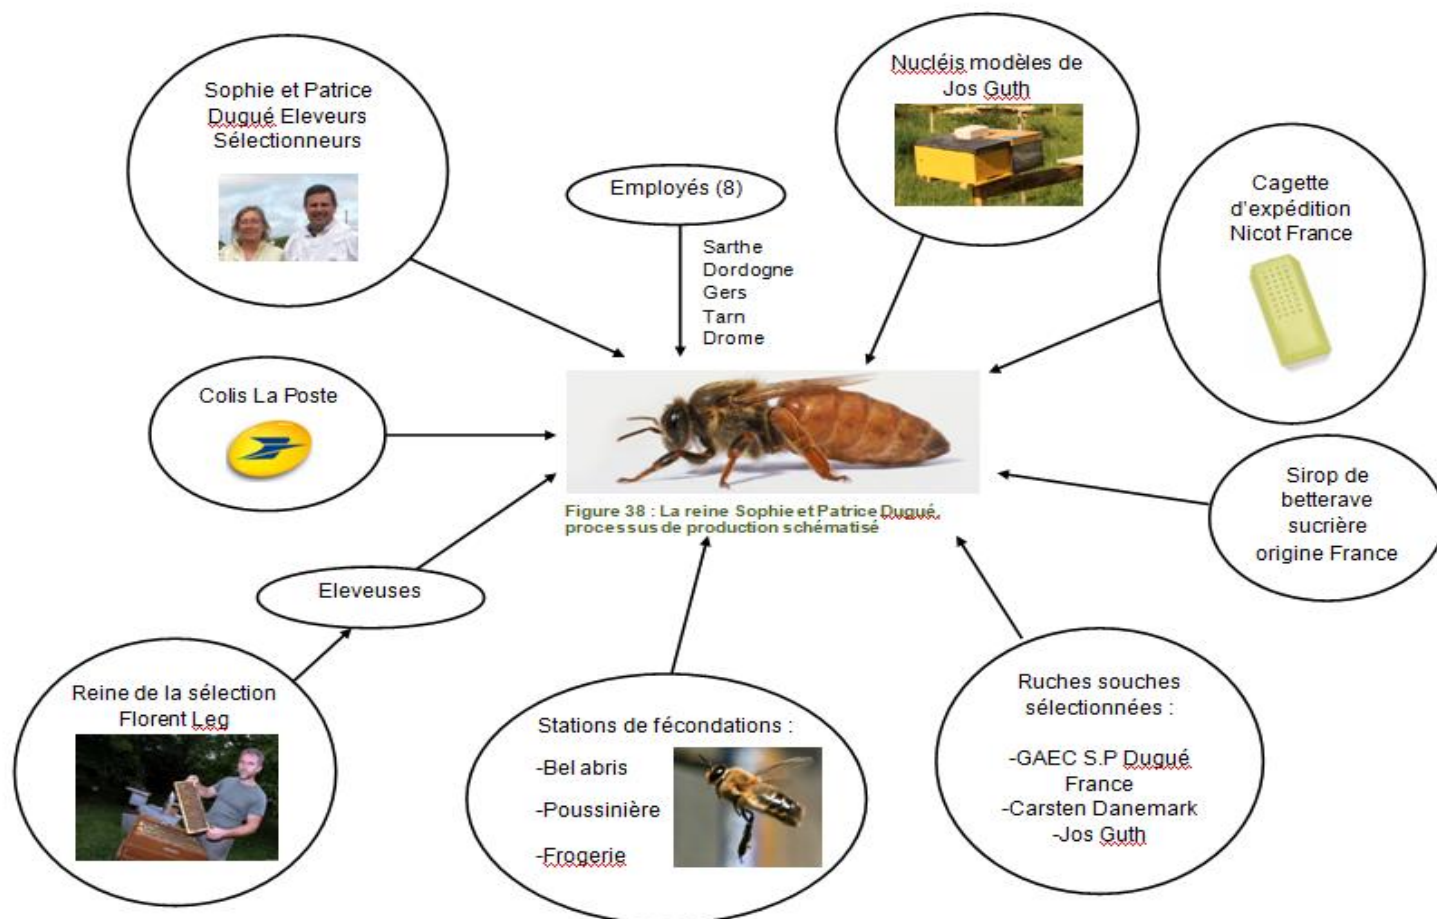 Sophie et Patrice
Dugué Eleveurs
Sélectionneurs
Employés (8)
Sarthe
Dordogne
Gers
Tarn
Drome
Nucléis modèles de
Jos Guth
Cagette
d'expédition
Nicot France
Colis La Poste
Figure 38 : La reine Sophie et Patrice Dugué,
processus de production schématisé
Sirop de
betterave
sucrière
origine France
Eleveuses
Reine de la sélection
Florent Leg
Stations de fécondations :
-Bel abris
-Poussinière
-Frogerie
Ruches souches
sélectionnées :
-GAEC S.P Dugué
France
-Carsten Danemark
-Jos Guth